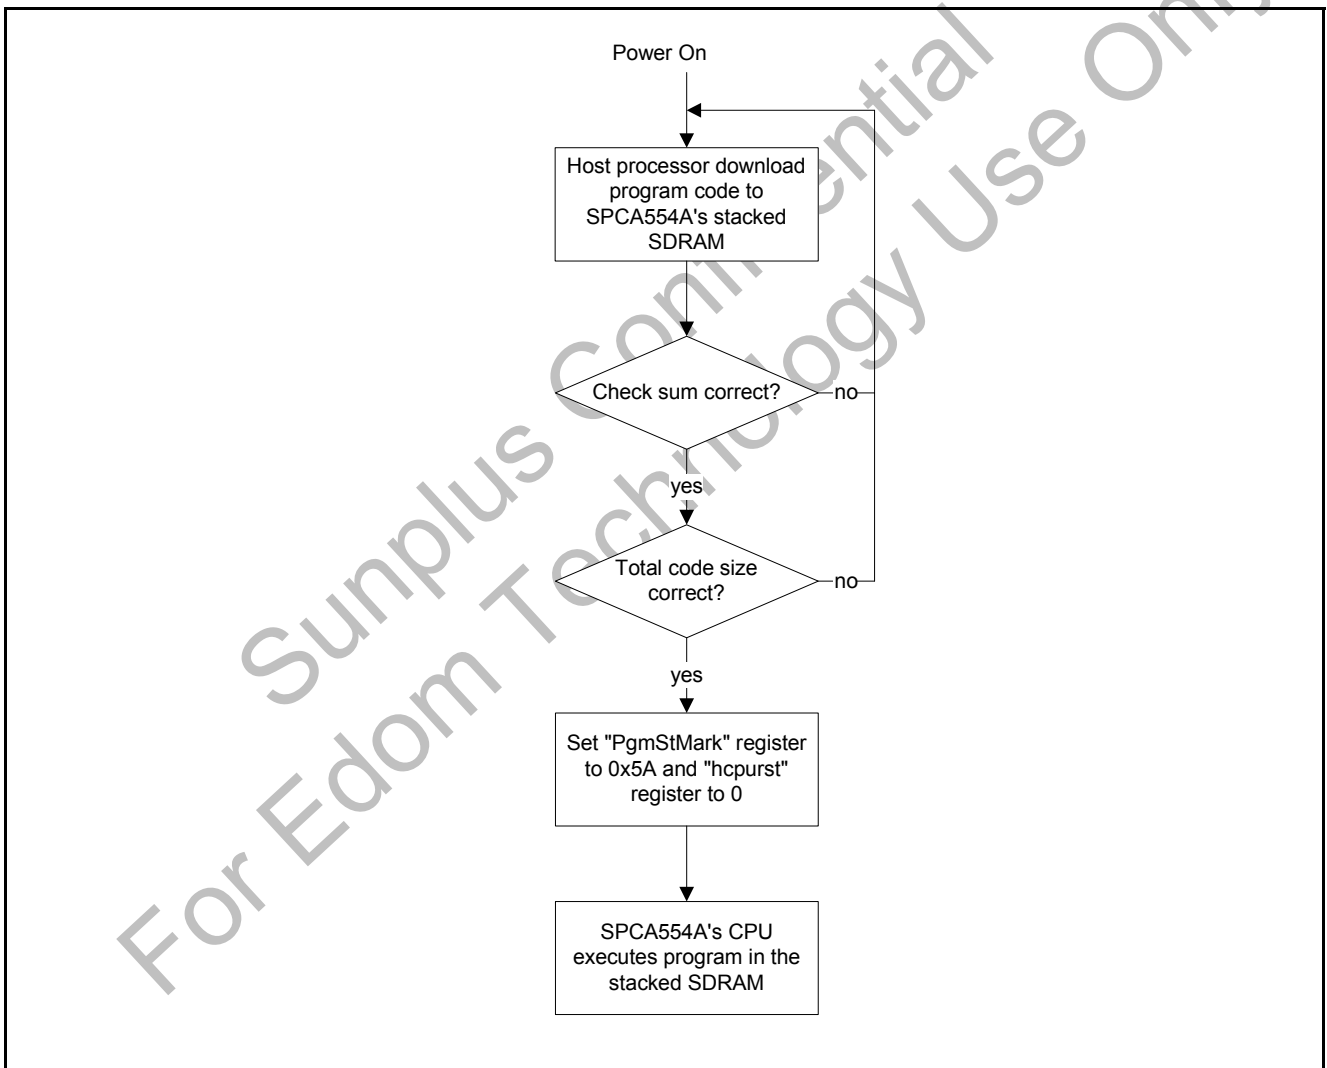 Power On
Host processor download
program code to
SPCA554A's stacked
SDRAM
Check sum correct?
no
yes
Total code size
correct?
no
yes
Set "PgmStMark" register
to 0x5A and "hcpurst"
register to 0
SPCA554A's CPU
executes program in the
stacked SDRAM
Sunplus Confidential
For Edom Technology Use Only